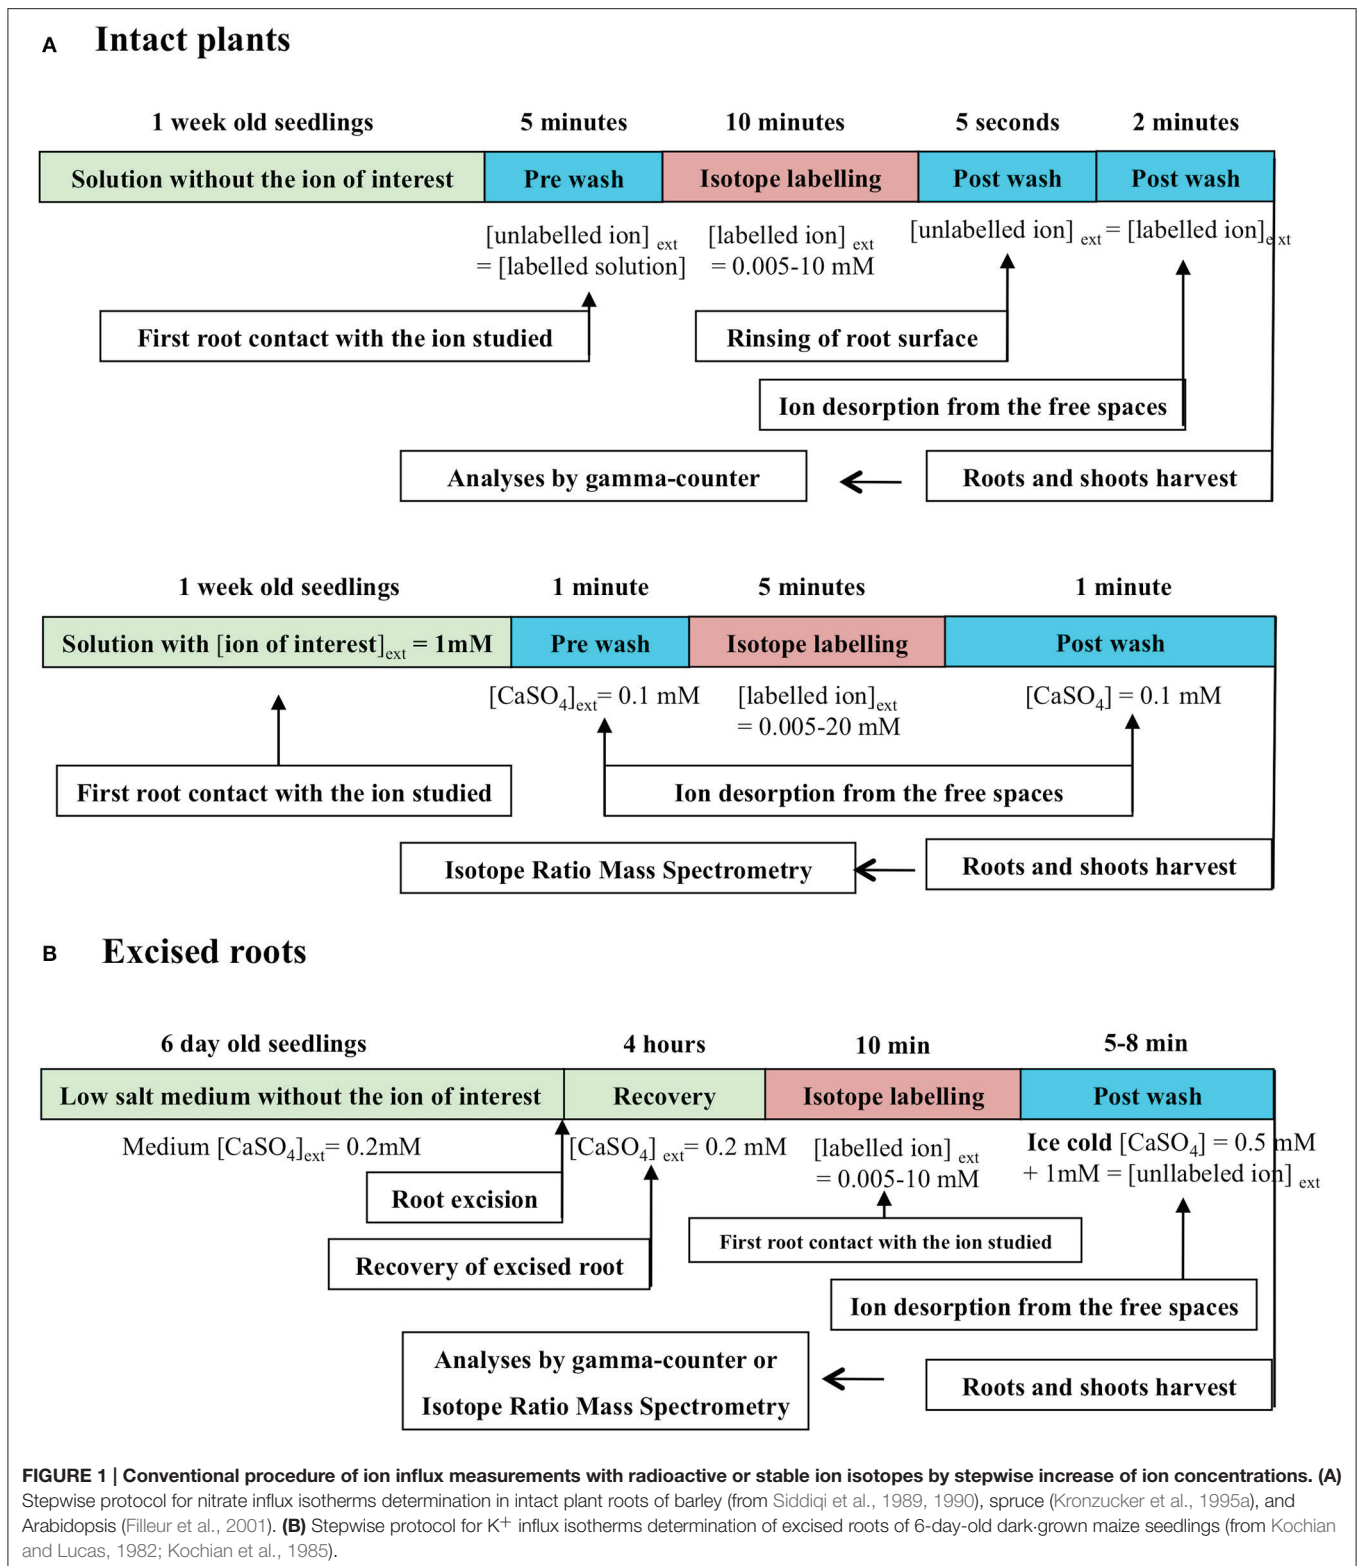 A Intact plants
1 week old seedlings 5 minutes 10 minutes 5 seconds 2 minutes
Solution without the ion of interest Pre wash Isotope labelling Post wash Post wash
[unlabelled ion] ext [labelled ion] ext [unlabelled ion] ext = [labelled ion]ext
= [labelled solution] = 0.005-10 mM
First root contact with the ion studied Rinsing of root surface
Ion desorption from the free spaces
Analyses by gamma-counter Roots and shoots harvest
1 week old seedlings 1 minute 5 minutes 1 minute
Solution with [ion of interest]ext = 1mM Pre wash Isotope labelling Post wash
[CaSO4]ext= 0.1 mM [labelled ion]ext [CaSO4] = 0.1 mM
= 0.005-20 mM
First root contact with the ion studied Ion desorption from the free spaces
Isotope Ratio Mass Spectrometry Roots and shoots harvest
B Excised roots
6 day old seedlings 4 hours 10 min 5-8 min
Low salt medium without the ion of interest Recovery Isotope labelling Post wash
Medium [CaSO4]ext= 0.2mM [CaSO4] ext= 0.2 mM [labelled ion] ext Ice cold [CaSO4] = 0.5 mM
= 0.005-10 mM + 1mM = [unllabeled ion] ext
Root excision
First root contact with the ion studied
Recovery of excised root
Ion desorption from the free spaces
Analyses by gamma-counter or
Isotope Ratio Mass Spectrometry
Roots and shoots harvest
FIGURE 1 | Conventional procedure of ion influx measurements with radioactive or stable ion isotopes by stepwise increase of ion concentrations. (A)
Stepwise protocol for nitrate influx isotherms determination in intact plant roots of barley (from Siddiqi et al., 1989, 1990), spruce (Kronzucker et al., 1995a), and
Arabidopsis (Filleur et al., 2001). (B) Stepwise protocol for K+ influx isotherms determination of excised roots of 6-day-old dark-grown maize seedlings (from Kochian
and Lucas, 1982; Kochian et al., 1985).